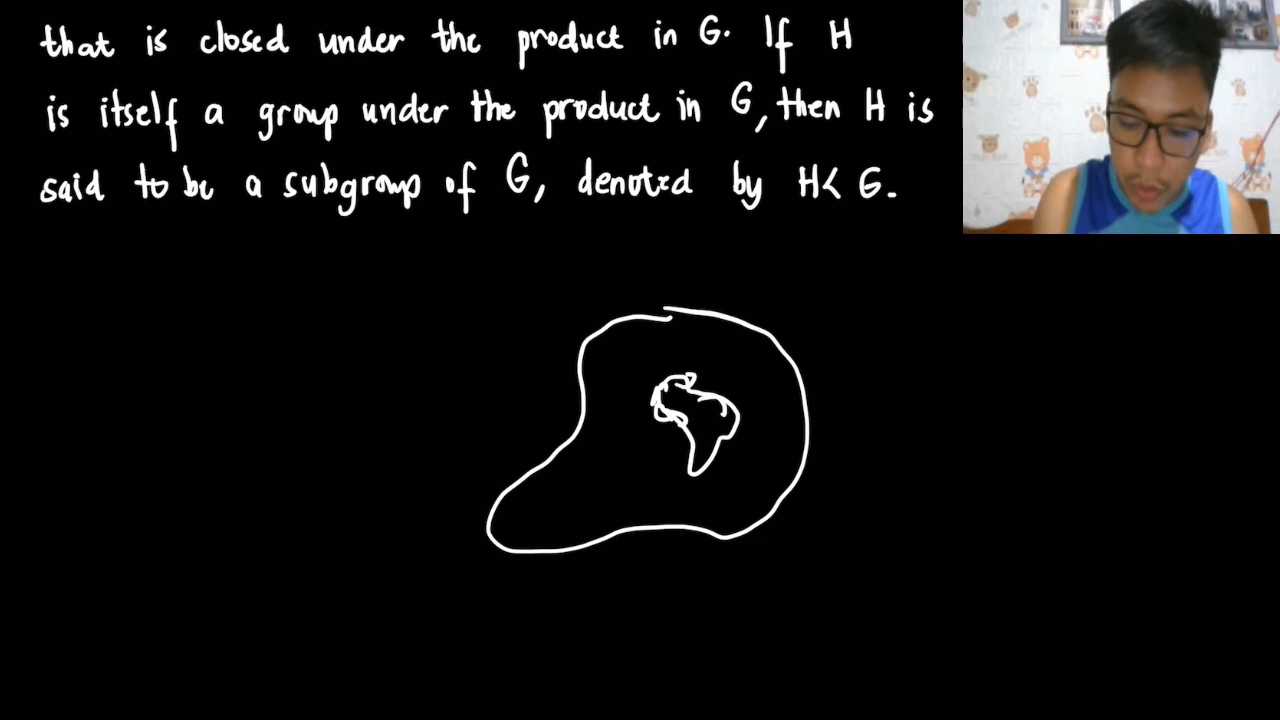 that is closed under the product in G. If H
is itself a group under the product in G, then H is
said to be a subgroup of G, denoted by H< G.